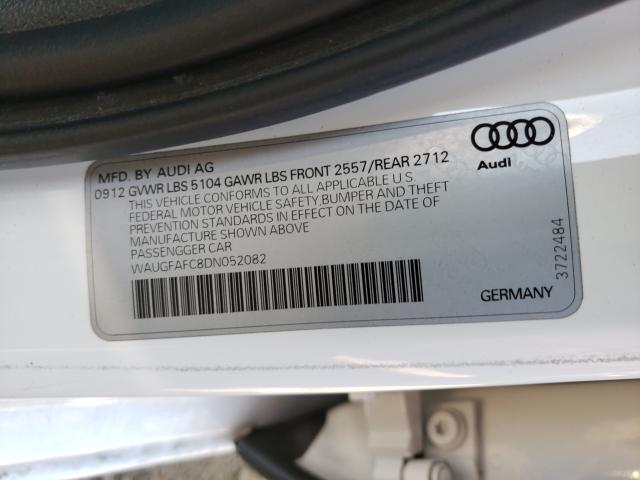 MFD. BY AUDI AG
0912 GVWR LBS 5104 GAWR LBS FRONT 2557/REAR 2712
THIS VEHICLE CONFORMS TO ALL APPLICABLE U.S.
FEDERAL MOTOR VEHICLE SAFETY,BUMPER AND THEFT
PREVENTION STANDARDS IN EFFECT ON THE DATE OF
MANUFACTURE SHOWN ABOVE
PASSENGGER CAR
WAUGFAFC8DN052082
Audi
3722484
GERMANY